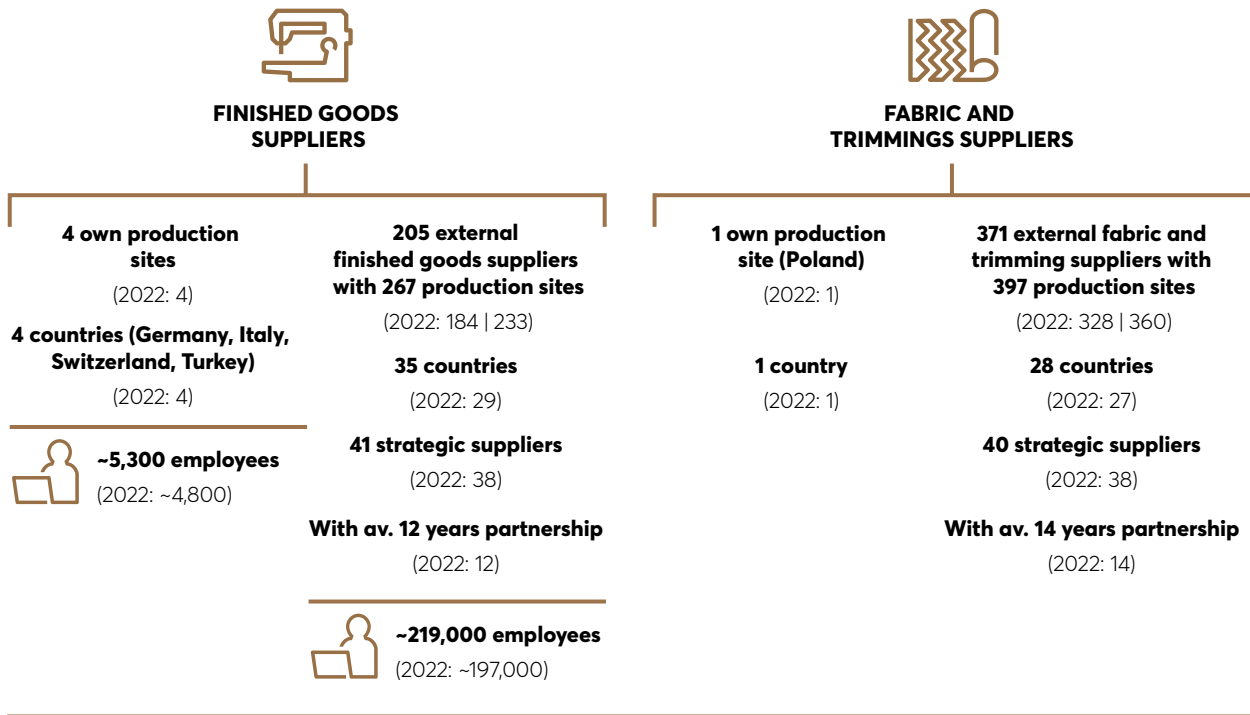 FINISHED GOODS
SUPPLIERS
4 own production
sites
(2022: 4)
4 countries (Germany, Italy,
Switzerland, Turkey)
(2022: 4)
~5,300 employees
(2022: ~4,800)
205 external
finished goods suppliers
with 267 production sites
(2022: 184 | 233)
35 countries
(2022: 29)
41 strategic suppliers
(2022: 38)
With av. 12 years partnership
(2022: 12)
~219,000 employees
(2022: ~197,000)
FABRIC AND
TRIMMINGS SUPPLIERS
1 own production
site (Poland)
(2022: 1)
1 country
(2022: 1)
371 external fabric and
trimming suppliers with
397 production sites
(2022: 328 | 360)
28 countries
(2022: 27)
40 strategic suppliers
(2022: 38)
With av. 14 years partnership
(2022: 14)